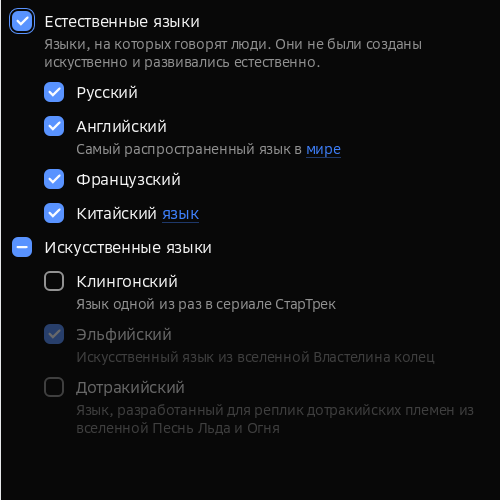 Естественные языки
Языки, на которых говорят люди. Они не были созданы
искуственно и развивались естественно.
Русский
Английский
Самый распространенный язык в мире
Французский
Китайский язык
Искусственные языки
Клингонский
Язык одной из раз в сериале СтарТрек
Эльфийский
Искусственный язык из вселенной Властелина колец
Дотракийский
Язык, разработанный для реплик дотракийских племен из
вселенной Песнь Льда и Огня